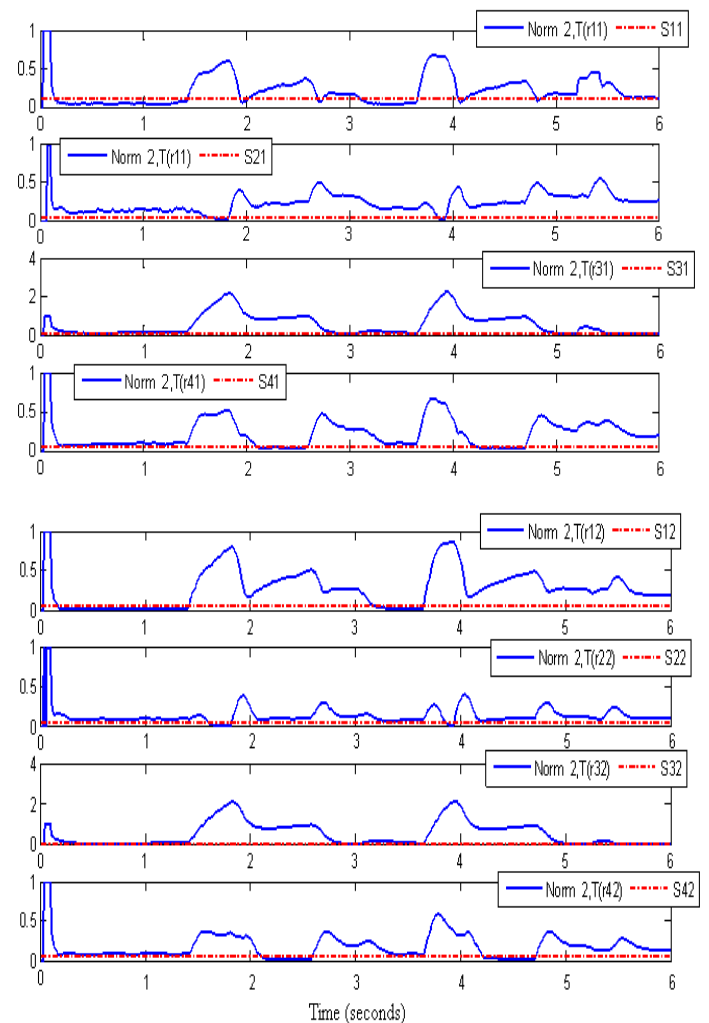 Norm 2,T(r11) S11
1
0.5
0
0 1 2 3 4 5 6
Norm 2,T(r11) S21
1
0.5
0
0 1 2 3 4 5 6
Norm 2,T(r31) S31
4
2
0
0 1 2 3 4 5 6
Norm 2,T(r41) S41
1
0.5
0
0 1 2 3 4 5 6
Norm 2,T(r12) S12
1
0.5
0
0 1 2 3 4 5 6
Norm 2,T(r22) S22
1
0.5
0
0 1 2 3 4 5 6
Norm 2,T(r32) S32
4
2
0
0 1 2 3 4 5 6
Norm 2,T(r42) S42
1
0.5
0
0 1 2 3 4 5 6
Time (seconds)